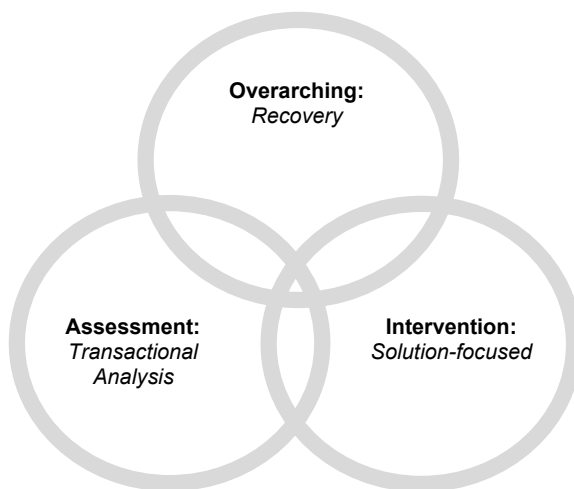 Overarching:
Recovery
Assessment:
Transactional
Analysis
Intervention:
Solution-focused